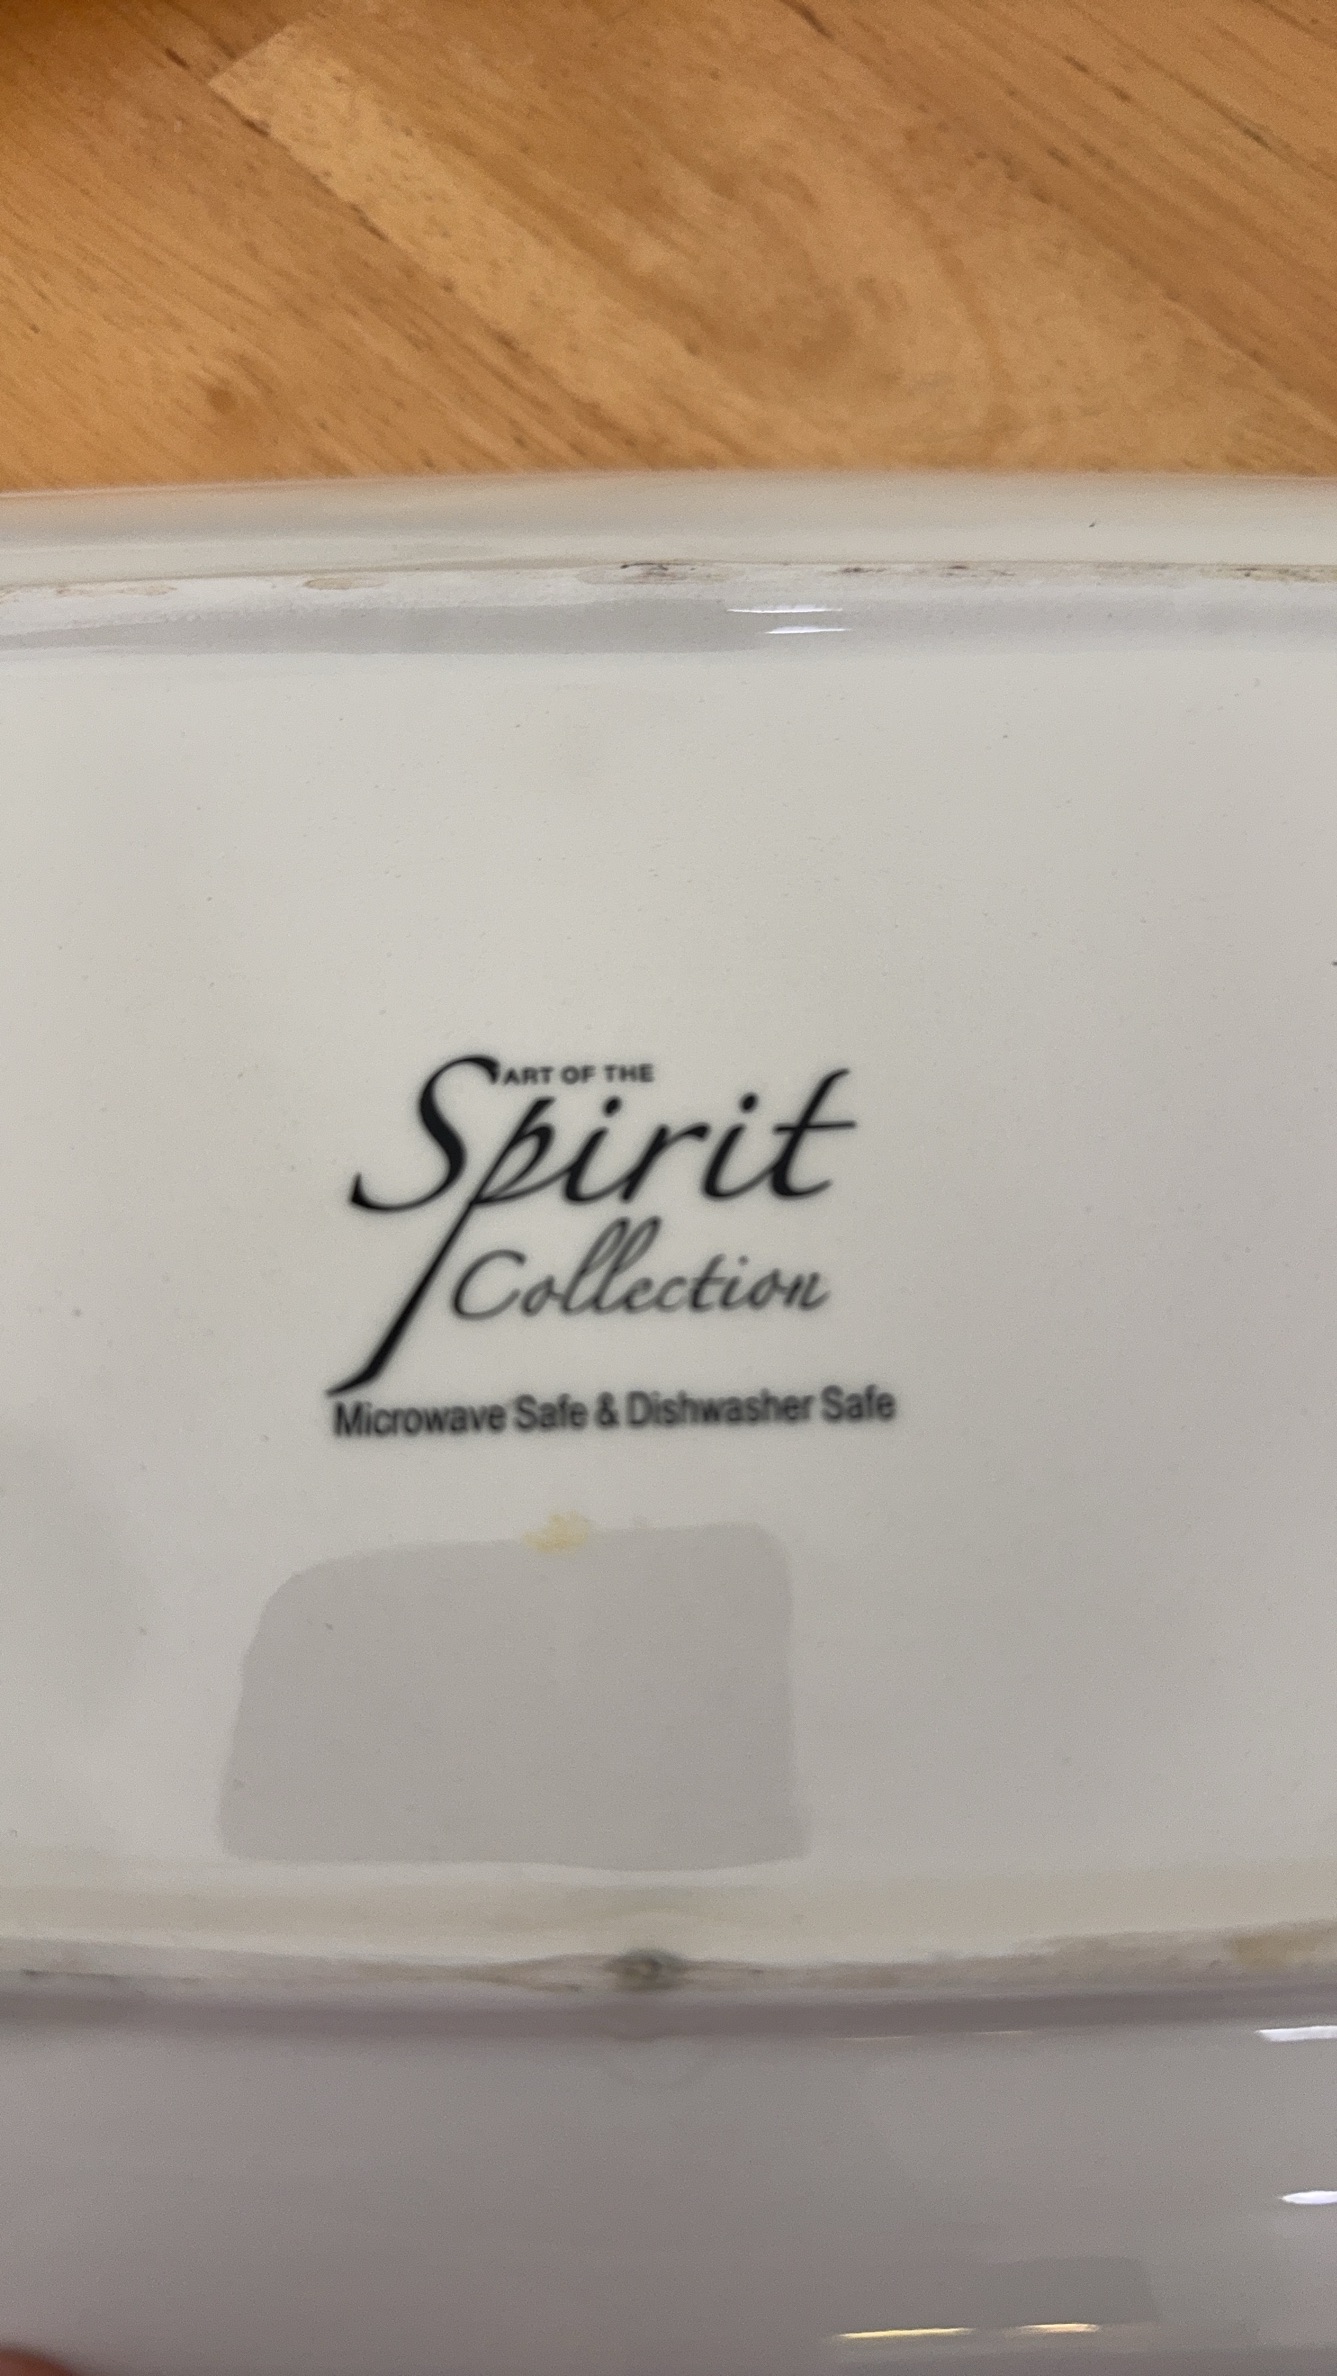 ART OF THE
Spirit
Collection
Microwave Safe & Dishwasher Safe